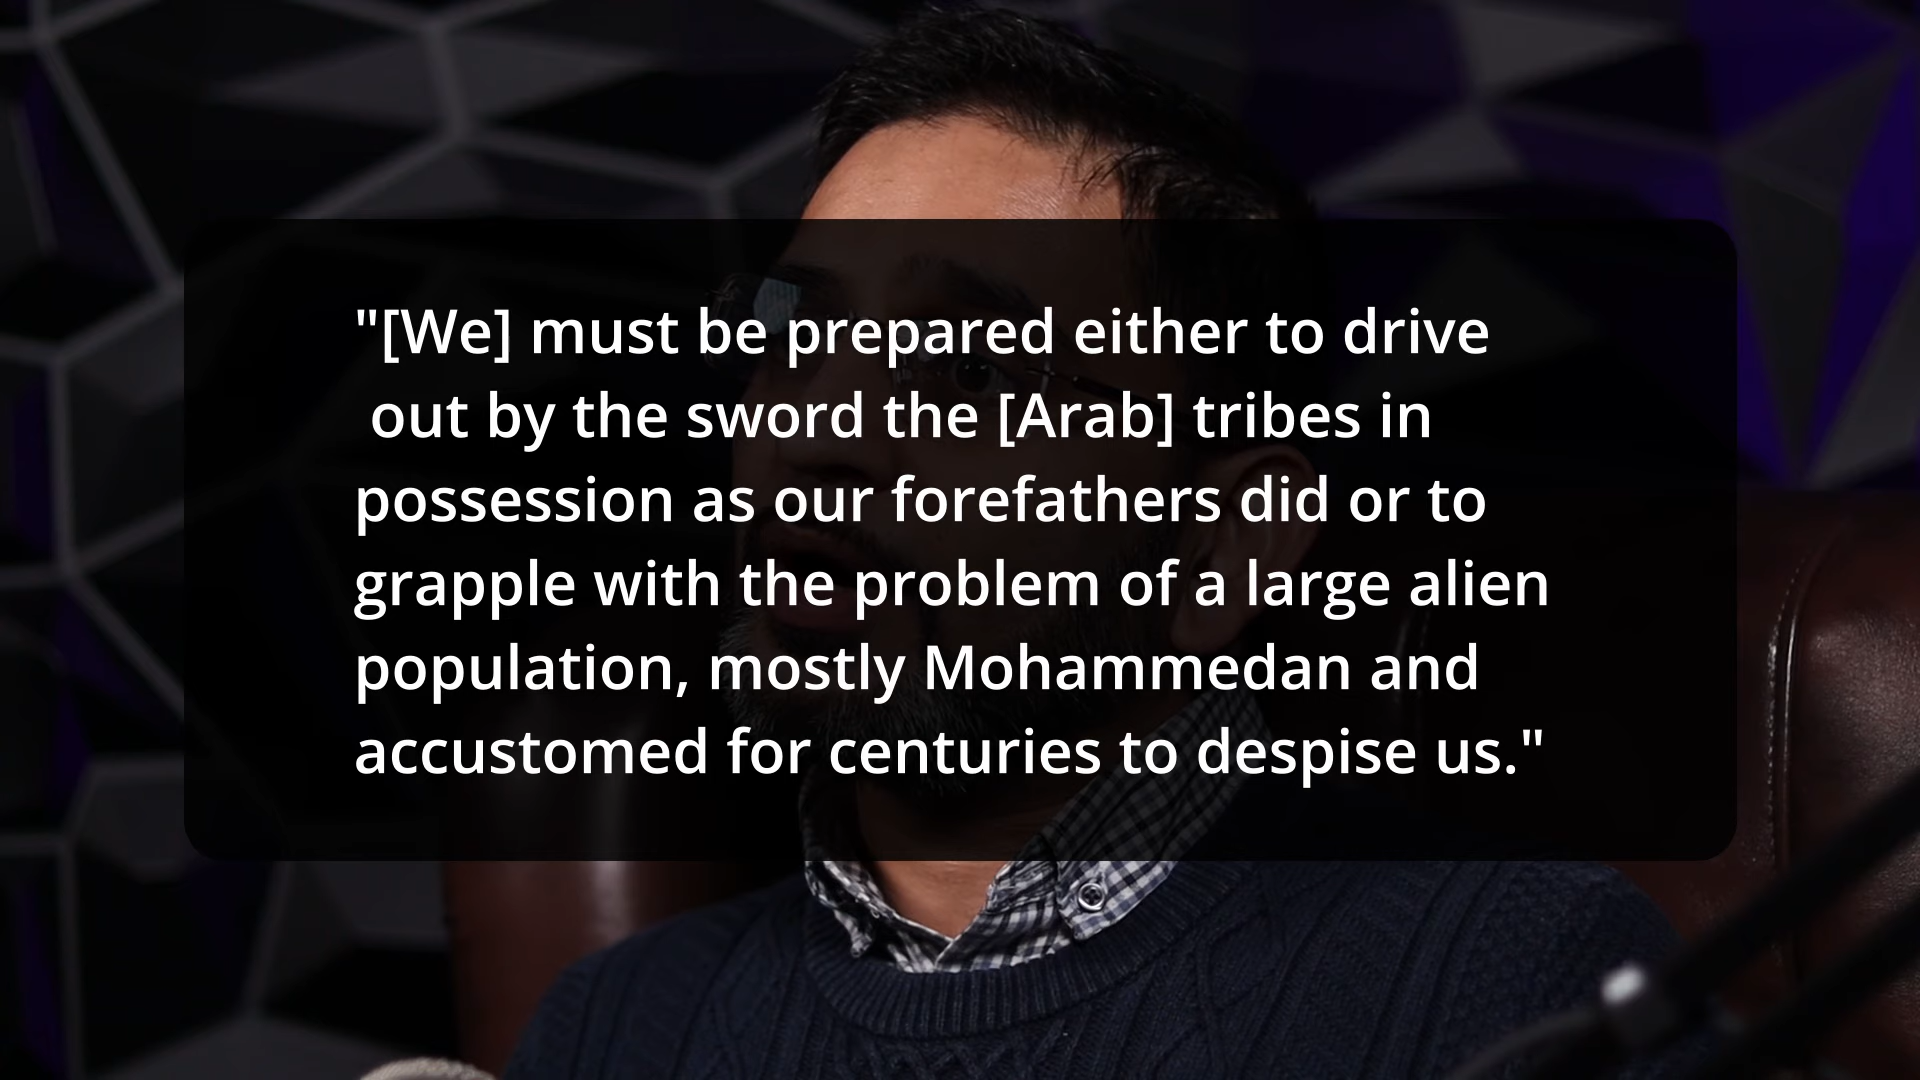 "[We] must be prepared either to drive
out by the sword the [Arab] tribes in
possession as our forefathers did or to
grapple with the problem of a large alien
population, mostly Mohammedan and
accustomed for centuries to despise us."